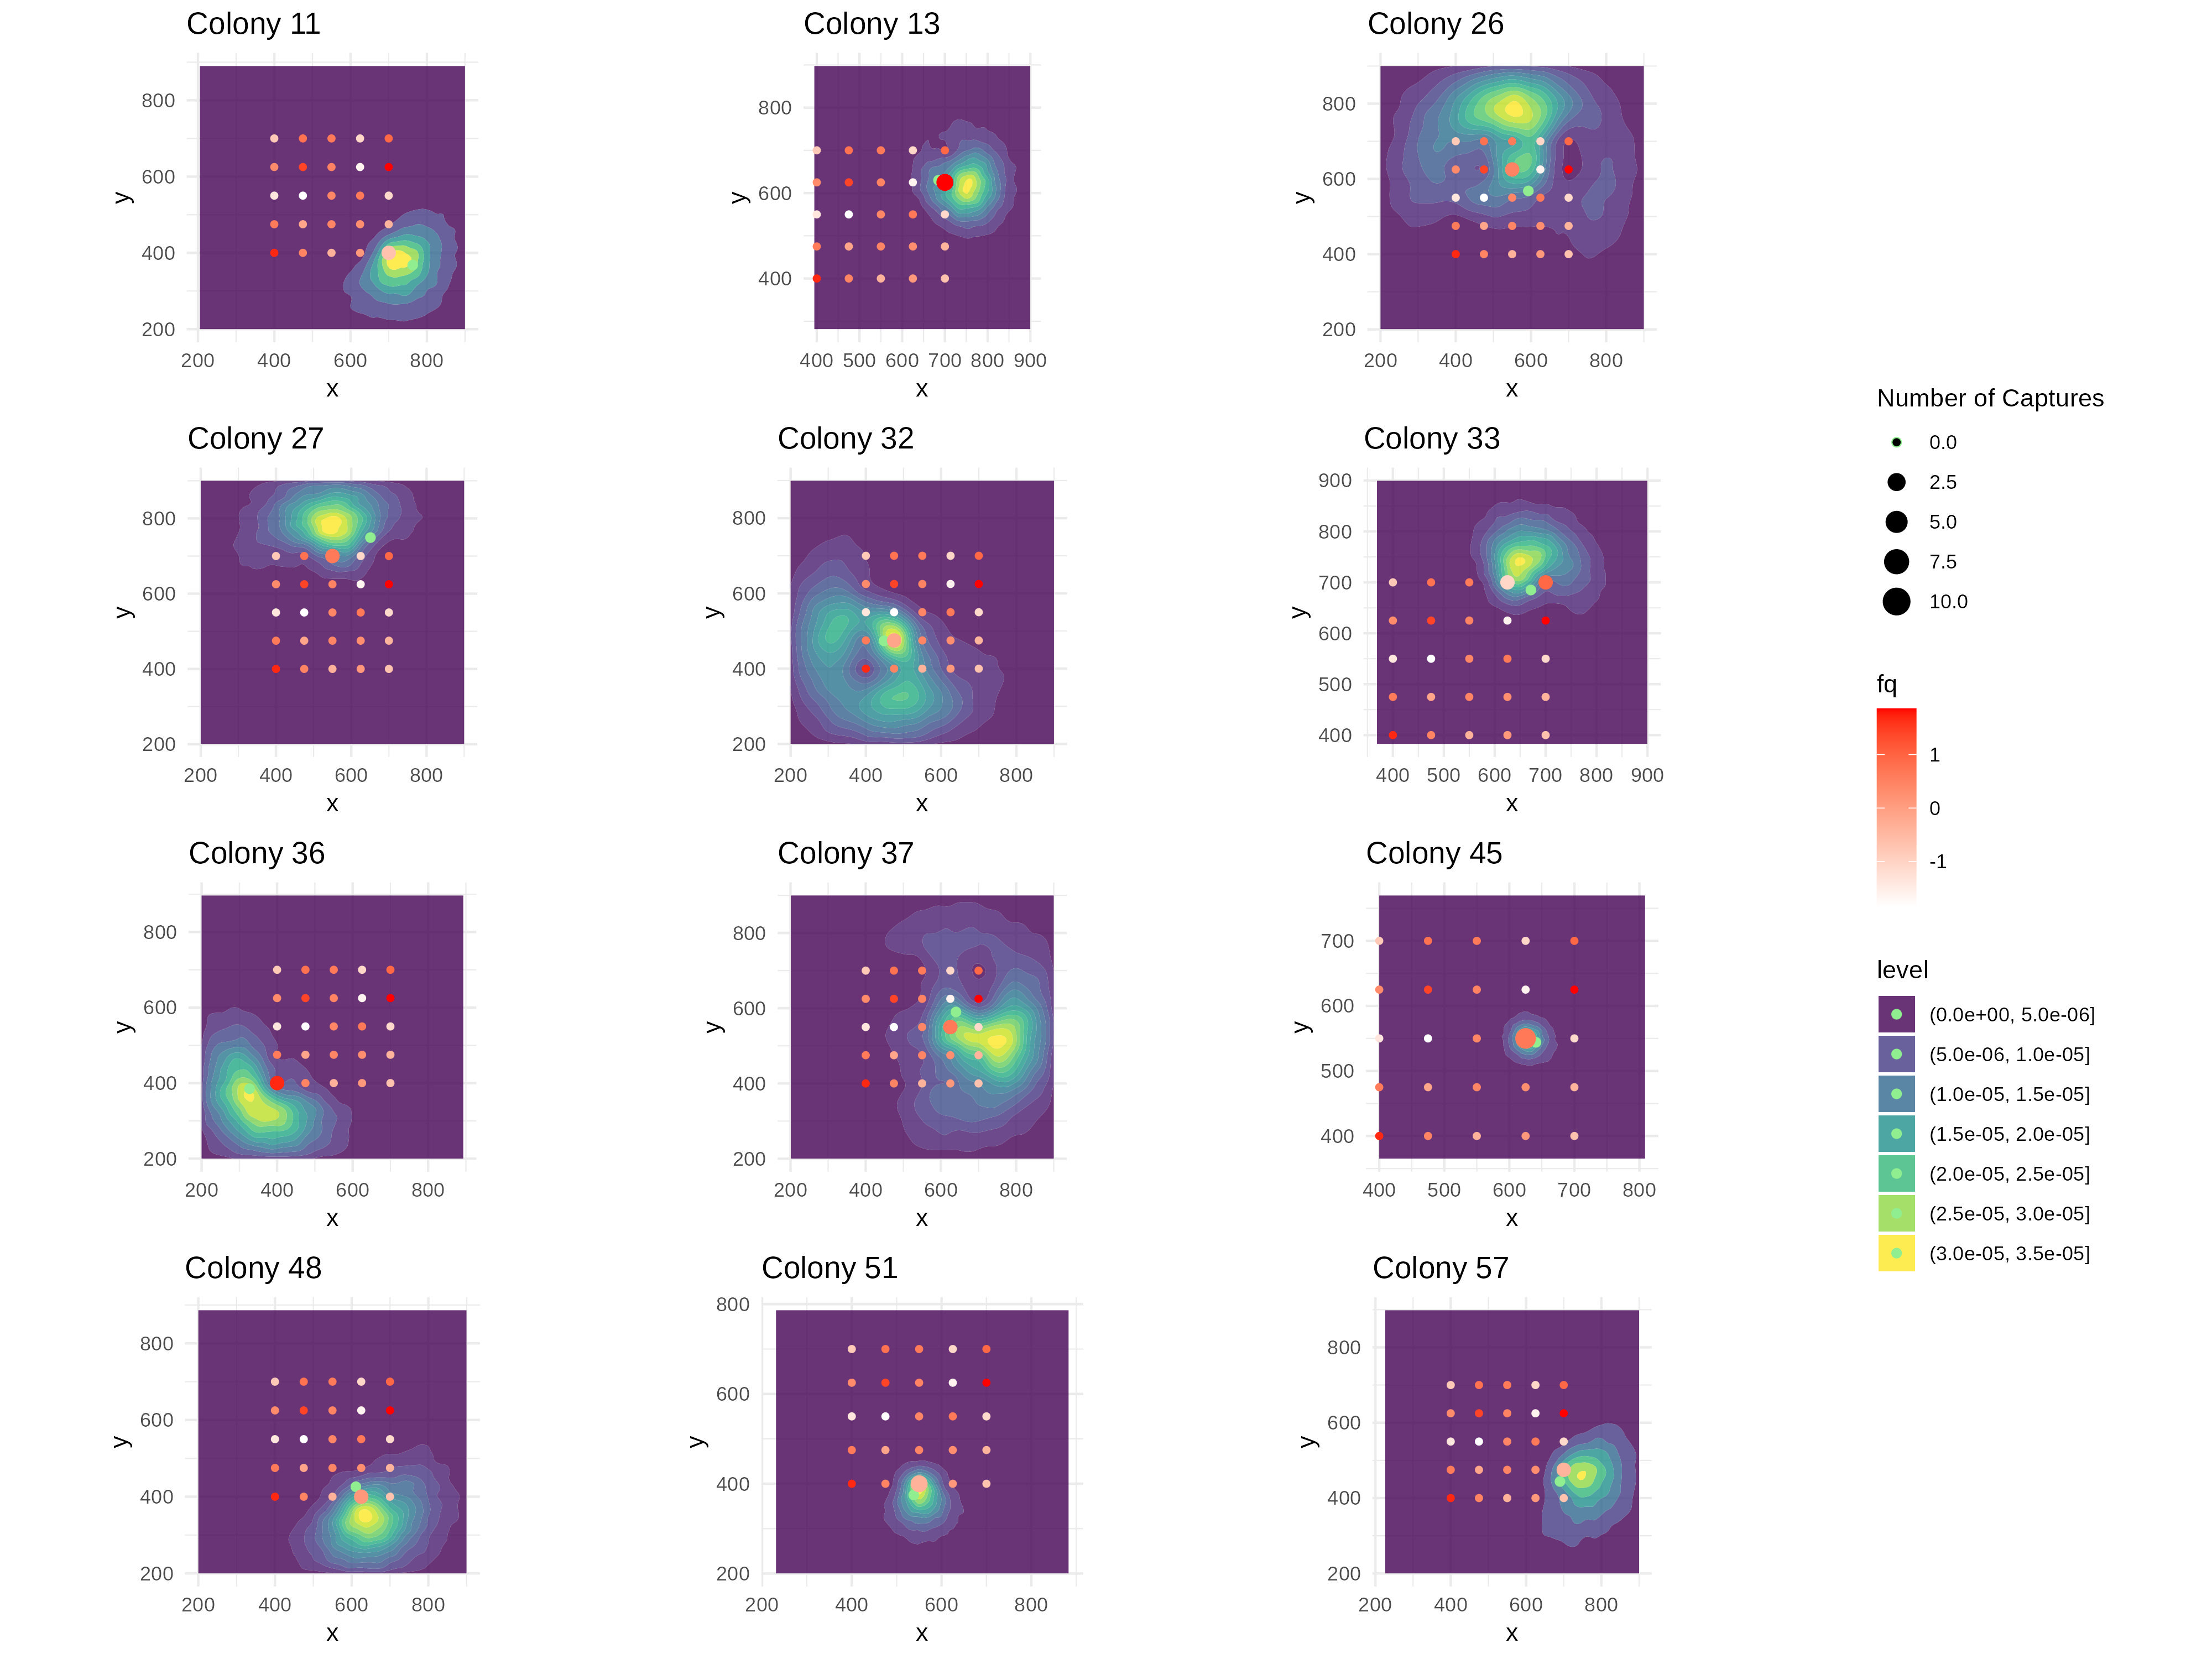 Colony 11
800
600
400
200
y
200 400 600 800
x
Colony 13
800
600
400
y
400 500 600 700 800 900
x
Colony 26
800
600
400
200
y
200 400 600 800
x
Colony 27
800
600
400
200
y
200 400 600 800
x
Colony 32
800
600
400
200
y
200 400 600 800
x
Colony 33
900
800
700
600
500
400
y
400 500 600 700 800 900
x
Colony 36
800
600
400
200
y
200 400 600 800
x
Colony 37
800
600
400
200
y
200 400 600 800
x
Colony 45
700
600
500
400
y
400 500 600 700 800
x
Colony 48
800
600
400
200
y
200 400 600 800
x
Colony 51
800
600
400
200
y
200 400 600 800
x
Colony 57
800
600
400
200
y
200 400 600 800
x
Number of Captures
0.0
2.5
5.0
7.5
10.0
fq
1
0
-1
level
(0.0e+00, 5.0e-06]
(5.0e-06, 1.0e-05]
(1.0e-05, 1.5e-05]
(1.5e-05, 2.0e-05]
(2.0e-05, 2.5e-05]
(2.5e-05, 3.0e-05]
(3.0e-05, 3.5e-05]